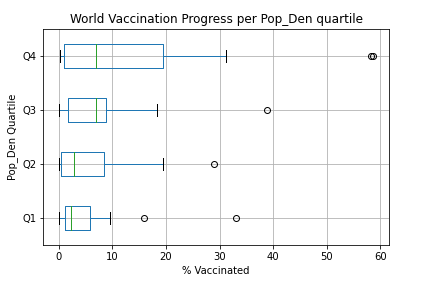 World Vaccination Progress per Pop_Den quartile
Pop_Den Quartile
Q4
Q3
Q2
Q1
0 10 20 30 40 50 60
% Vaccinated